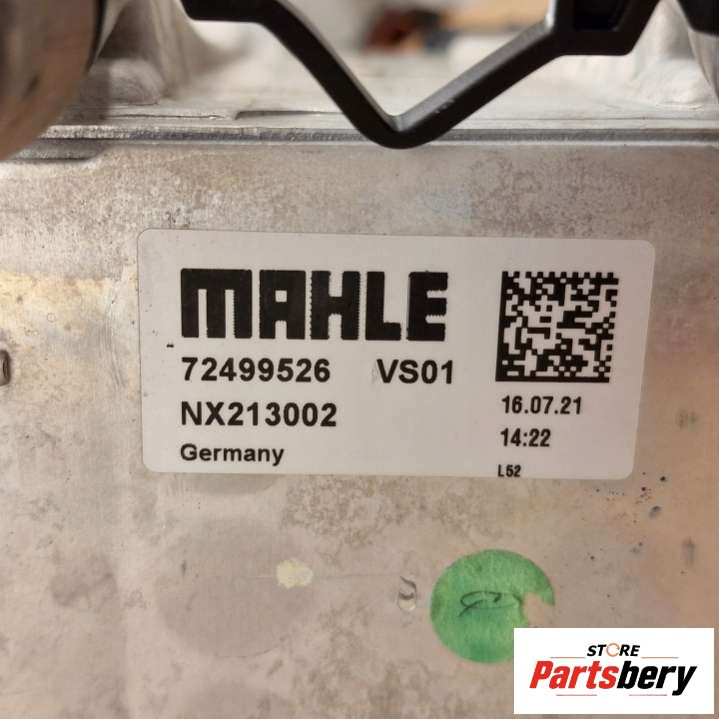 MAHLE
72499526 VS01
NX213002
Germany
16.07.21
14:22
L52
STORE
Partsbery